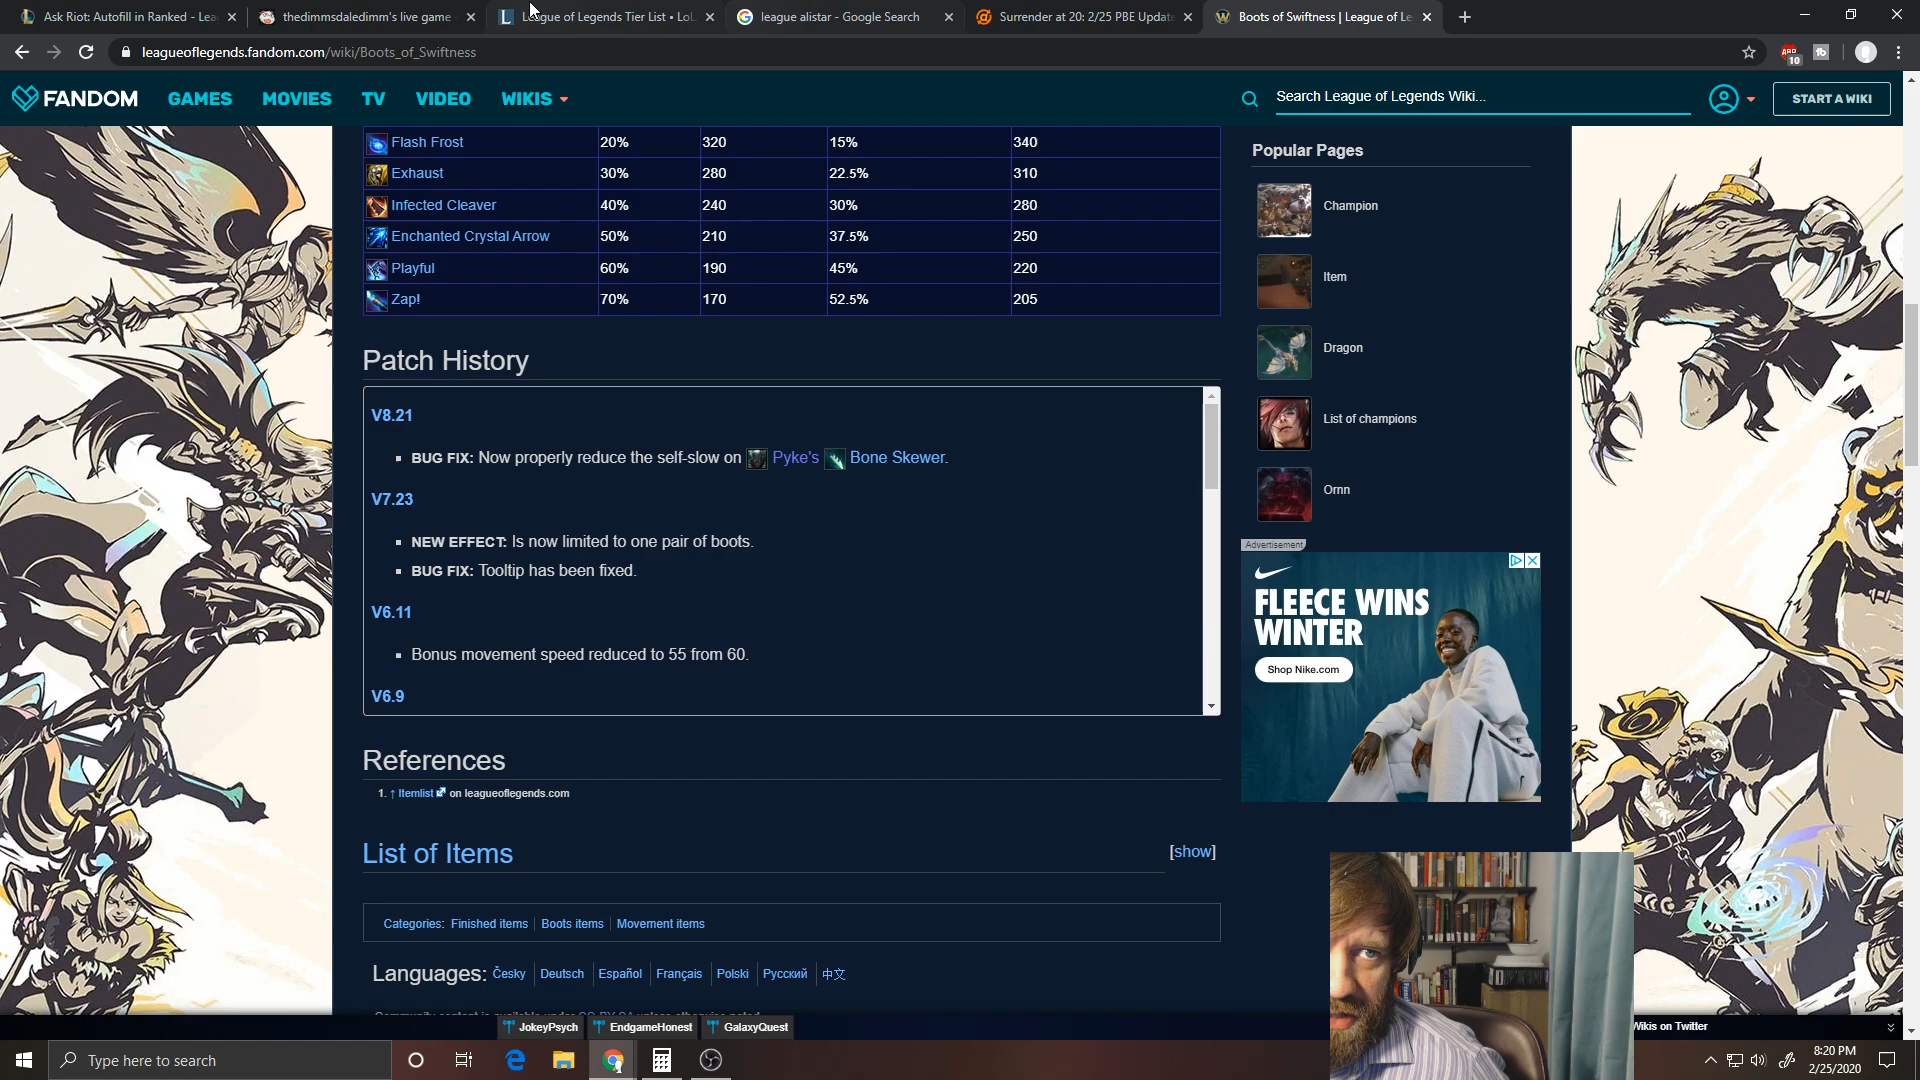 Ask Riot: Autofill in Ranked - Lea
thedimmsdaledimm's live game
League of Legends Tier List • LoL
league alistar - Google Search
Surrender at 20: 2/25 PBE Update
Boots of Swiftness | League of Le
leagueoflegends.fandom.com/wiki/Boots_of_Swiftness
ABP
10
FANDOM
GAMES
MOVIES
TV
VIDEO
WIKIS
Search League of Legends Wiki...
START A WIKI
Flash Frost 20% 320 15% 340
Exhaust 30% 280 22.5% 310
Infected Cleaver 40% 240 30% 280
Enchanted Crystal Arrow 50% 210 37.5% 250
Playful 60% 190 45% 220
Zap! 70% 170 52.5% 205
Patch History
V8.21
BUG FIX: Now properly reduce the self-slow on Pyke's Bone Skewer.
V7.23
NEW EFFECT: Is now limited to one pair of boots.
BUG FIX: Tooltip has been fixed.
V6.11
Bonus movement speed reduced to 55 from 60.
V6.9
References
1. ↑ Itemlist on leagueoflegends.com
List of Items
[show]
Categories: Finished items Boots items Movement items
Languages: Česky Deutsch Español Français Polski Русский 中文
Popular Pages
Champion
Item
Dragon
List of champions
Ornn
Advertisement
FLEECE WINS
WINTER
Shop Nike.com
JokeyPsych
EndgameHonest
GalaxyQuest
Wikis on Twitter
Type here to search
8:20 PM
2/25/2020